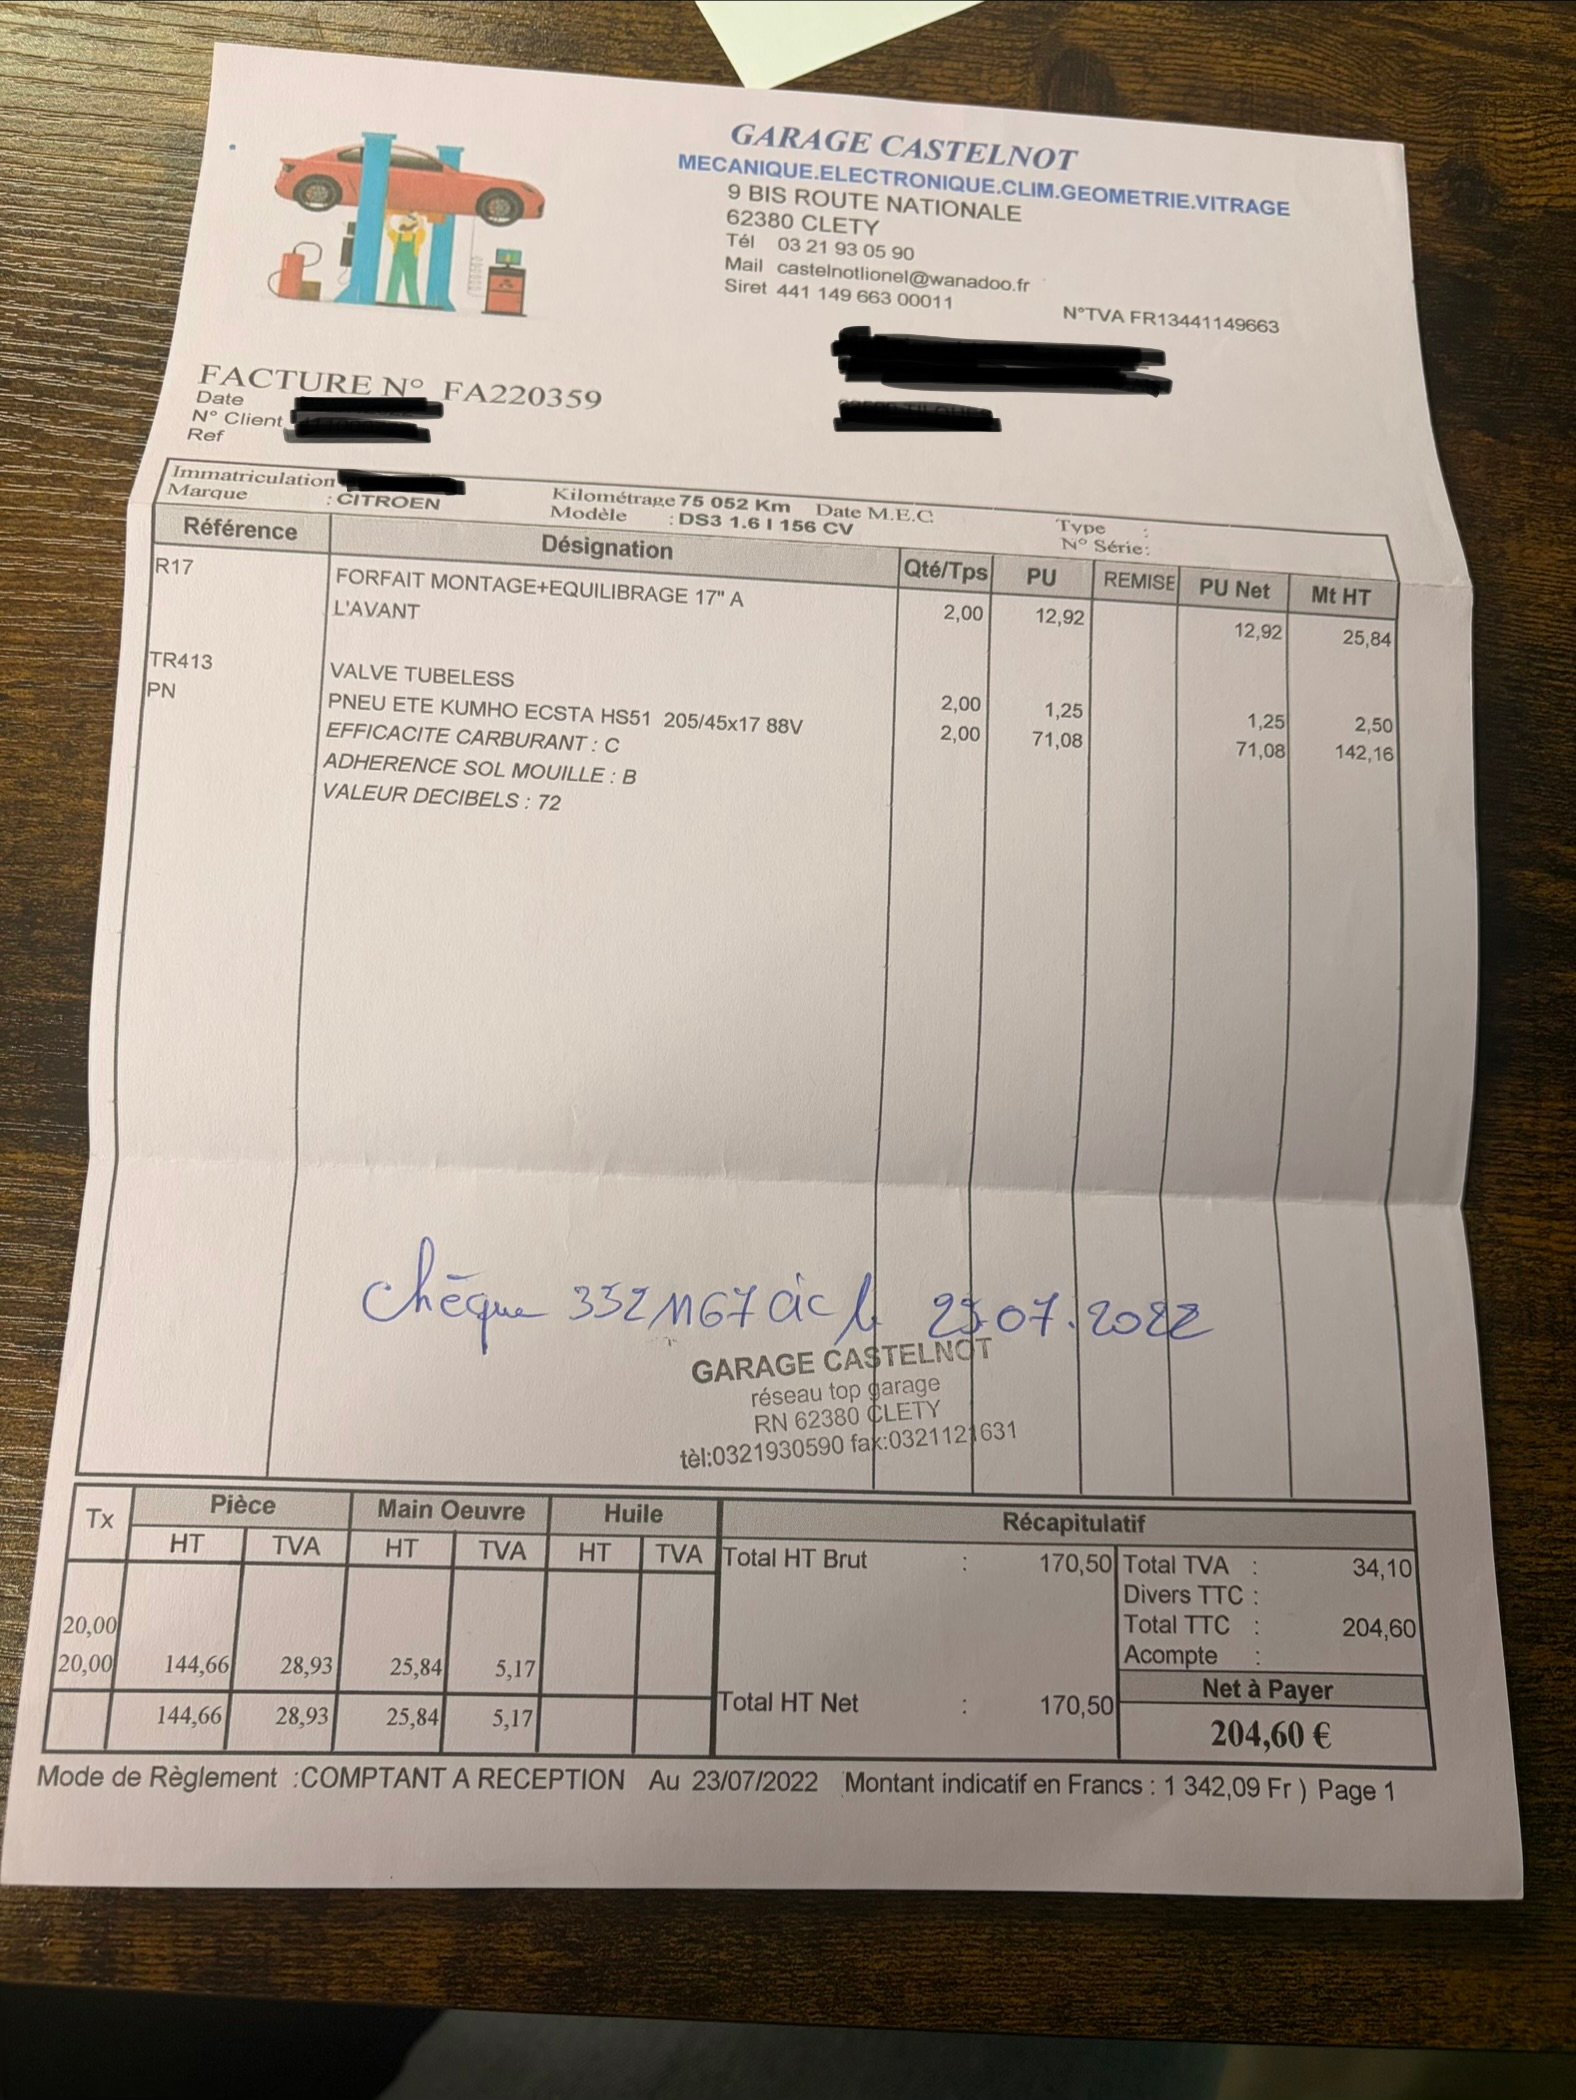 GARAGE CASTELNOT
MECANIQUE.ELECTRONIQUE.CLIM.GEOMETRIE.VITRAGE
9 BIS ROUTE NATIONALE
62380 CLETY
Tél 03 21 93 05 90
Mail castelnotlionel@wanadoo.fr
Siret 441 149 663 00011
N°TVA FR13441149663
FACTURE N° FA220359
Date
N° Client
Ref
Immatriculation Kilométrage 75 052 Km Date M.E.C. Type :
Marque : CITROEN Modèle : DS3 1.6 I 156 CV N° Série:
Référence Désignation Qté/Tps PU REMISE PU Net Mt HT
R17 FORFAIT MONTAGE+EQUILIBRAGE 17" A 2,00 12,92 12,92 25,84
L'AVANT
TR413 VALVE TUBELESS 2,00 1,25 1,25 2,50
PN PNEU ETE KUMHO ECSTA HS51 205/45x17 88V 2,00 71,08 71,08 142,16
EFFICACITE CARBURANT : C
ADHERENCE SOL MOUILLE : B
VALEUR DECIBELS : 72
Chèque 3321167 23.07.2022
GARAGE CASTELNOT
réseau top garage
RN 62380 CLETY
tèl:0321930590 fax:0321121631
Tx Pièce Main Oeuvre Huile Récapitulatif
HT TVA HT TVA HT TVA
Total HT Brut : 170,50 Total TVA : 34,10
Divers TTC :
20,00 Total TTC : 204,60
20,00 144,66 28,93 25,84 5,17 Acompte :
Total HT Net : 170,50 Net à Payer
144,66 28,93 25,84 5,17 204,60 €
Mode de Règlement :COMPTANT A RECEPTION Au 23/07/2022 Montant indicatif en Francs : 1 342,09 Fr ) Page 1